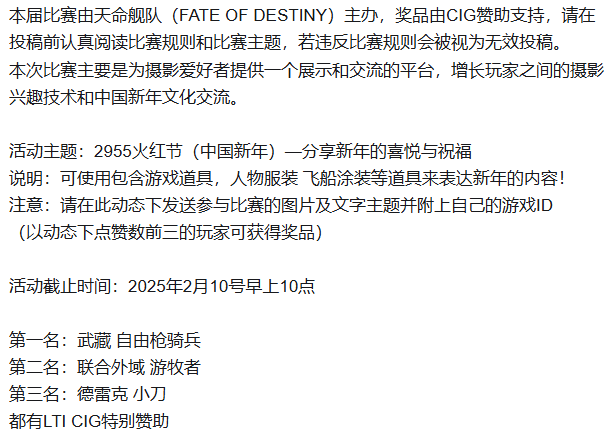 本届比赛由天命舰队（FATE OF DESTINY）主办，奖品由CIG赞助支持，请在
投稿前认真阅读比赛规则和比赛主题，若违反比赛规则会被视为无效投稿。
本次比赛主要是为摄影爱好者提供一个展示和交流的平台，增长玩家之间的摄影
兴趣技术和中国新年文化交流。
活动主题：2955火红节（中国新年）—分享新年的喜悦与祝福
说明：可使用包含游戏道具，人物服装 飞船涂装等道具来表达新年的内容！
注意：请在此动态下发送参与比赛的图片及文字主题并附上自己的游戏ID
（以动态下点赞数前三的玩家可获得奖品）
活动截止时间：2025年2月10号早上10点
第一名：武藏 自由枪骑兵
第二名：联合外域 游牧者
第三名：德雷克 小刀
都有LTI CIG特别赞助